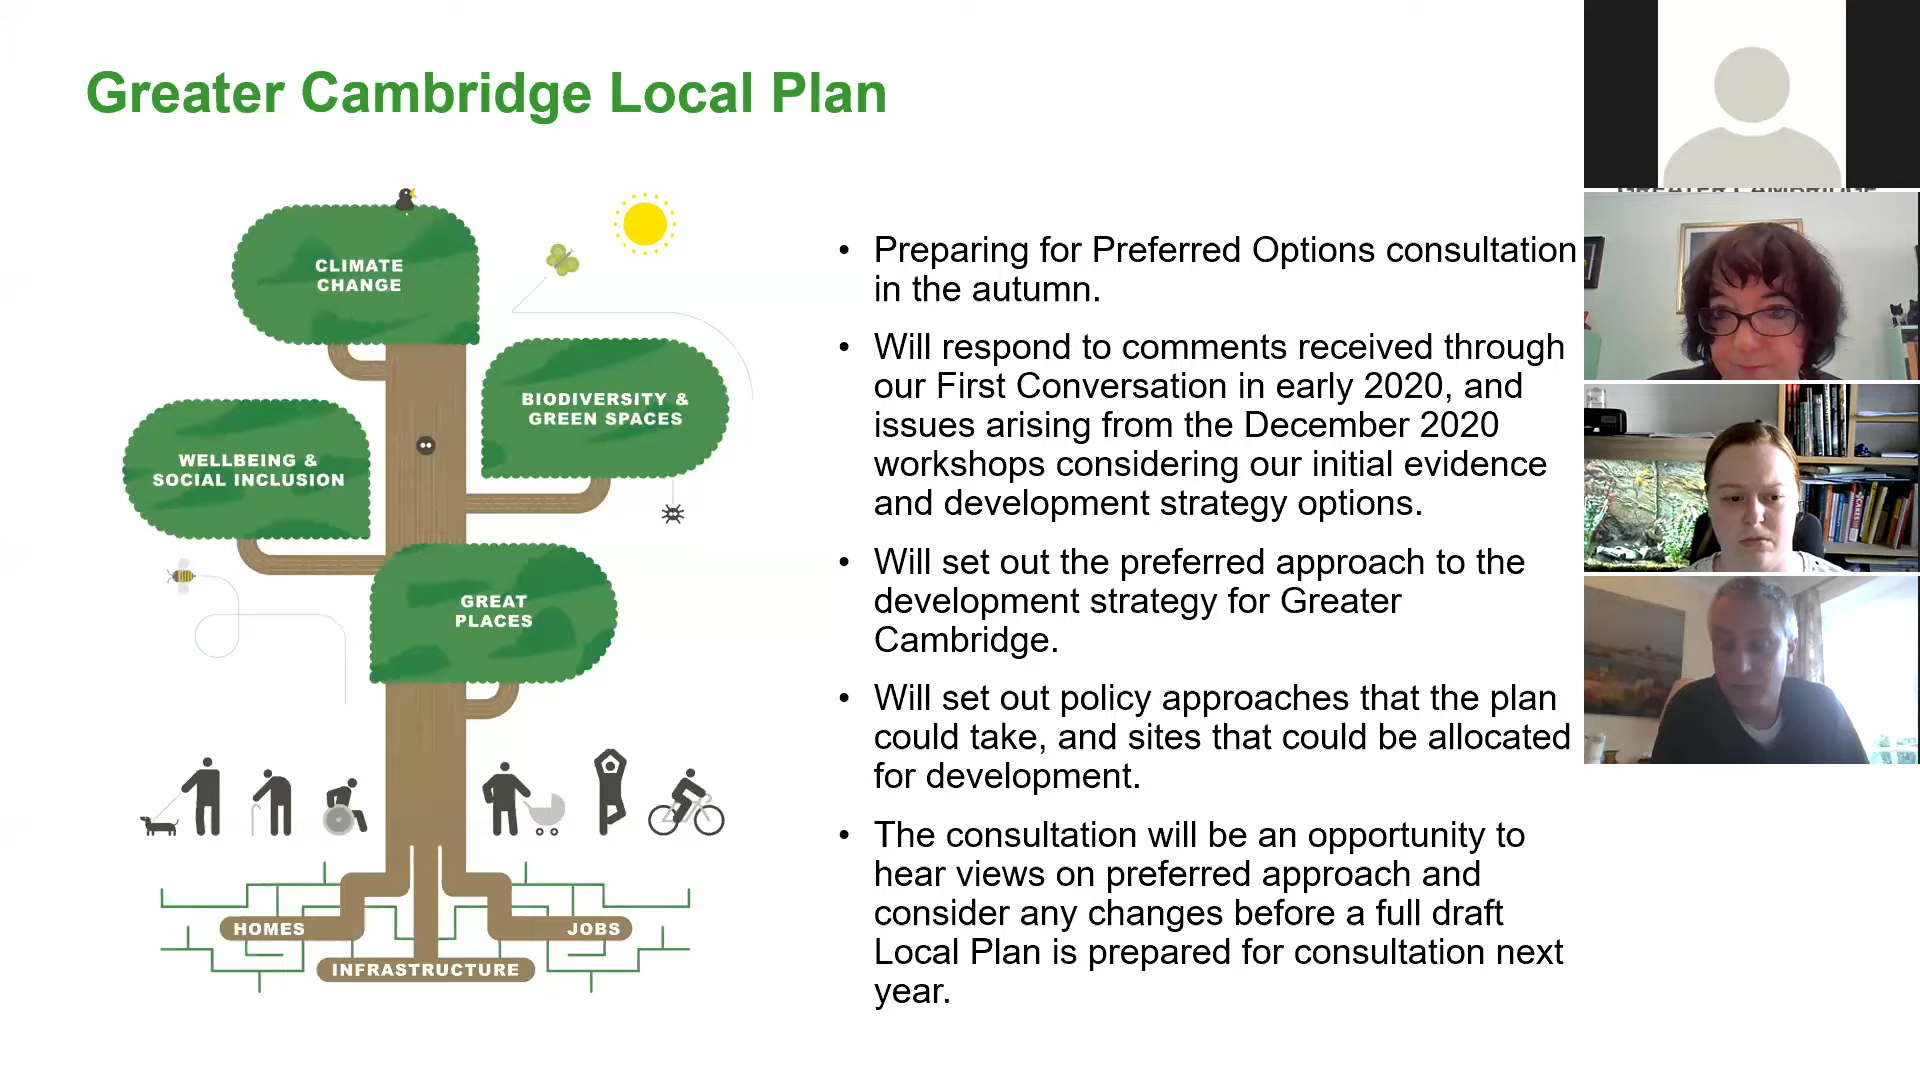 Greater Cambridge Local Plan
CLIMATE
CHANGE
BIODIVERSITY &
GREEN SPACES
WELLBEING &
SOCIAL INCLUSION
GREAT
PLACES
HOMES
JOBS
INFRASTRUCTURE
• Preparing for Preferred Options consultation
in the autumn.
• Will respond to comments received through
our First Conversation in early 2020, and
issues arising from the December 2020
workshops considering our initial evidence
and development strategy options.
• Will set out the preferred approach to the
development strategy for Greater
Cambridge.
• Will set out policy approaches that the plan
could take, and sites that could be allocated
for development.
• The consultation will be an opportunity to
hear views on preferred approach and
consider any changes before a full draft
Local Plan is prepared for consultation next
year.
GREATER CAMBRIDGE